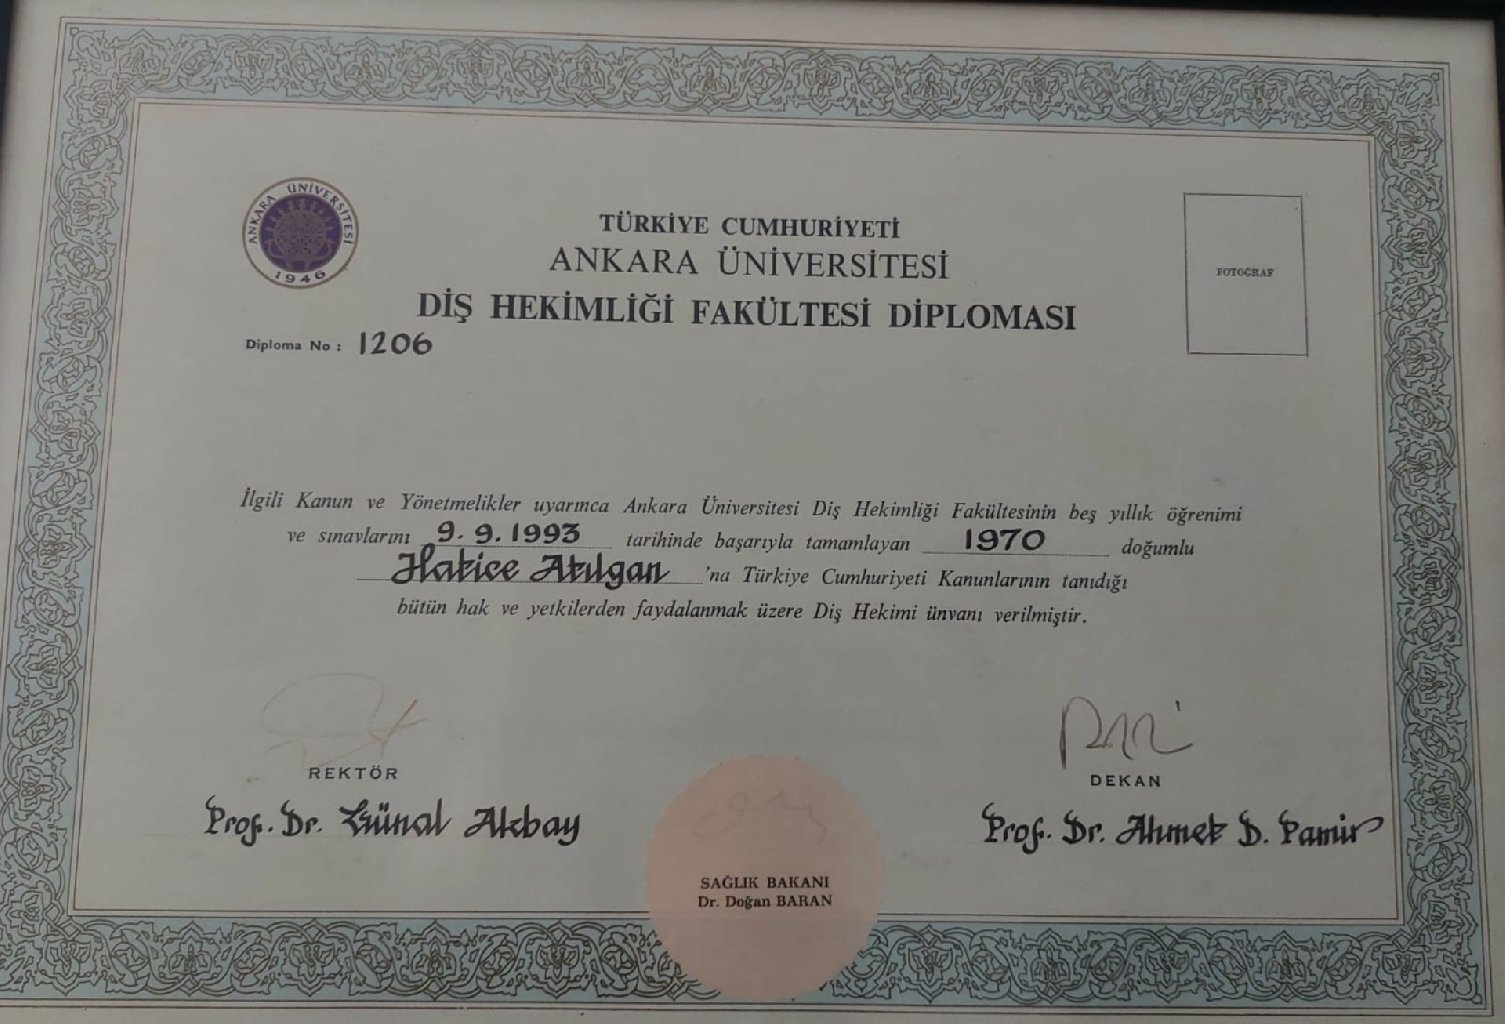 ANKARA ÜNİVERSİTESİ
1946
TÜRKİYE CUMHURİYETİ
ANKARA ÜNİVERSİTESİ
DİŞ HEKİMLİĞİ FAKÜLTESİ DİPLOMASI
FOTOĞRAF
Diploma No : 1206
İlgili Kanun ve Yönetmelikler uyarınca Ankara Üniversitesi Diş Hekimliği Fakültesinin beş yıllık öğrenimi
ve sınavlarını 9.9.1993 tarihinde başarıyla tamamlayan 1970 doğumlu
Hatice Atılgan 'na Türkiye Cumhuriyeti Kanunlarının tanıdığı
bütün hak ve yetkilerden faydalanmak üzere Diş Hekimi ünvanı verilmiştir.
REKTÖR
Prof. Dr. Günal Akbay
DEKAN
Prof. Dr. Ahmet D. Pamir
SAĞLIK BAKANI
Dr. Doğan BARAN